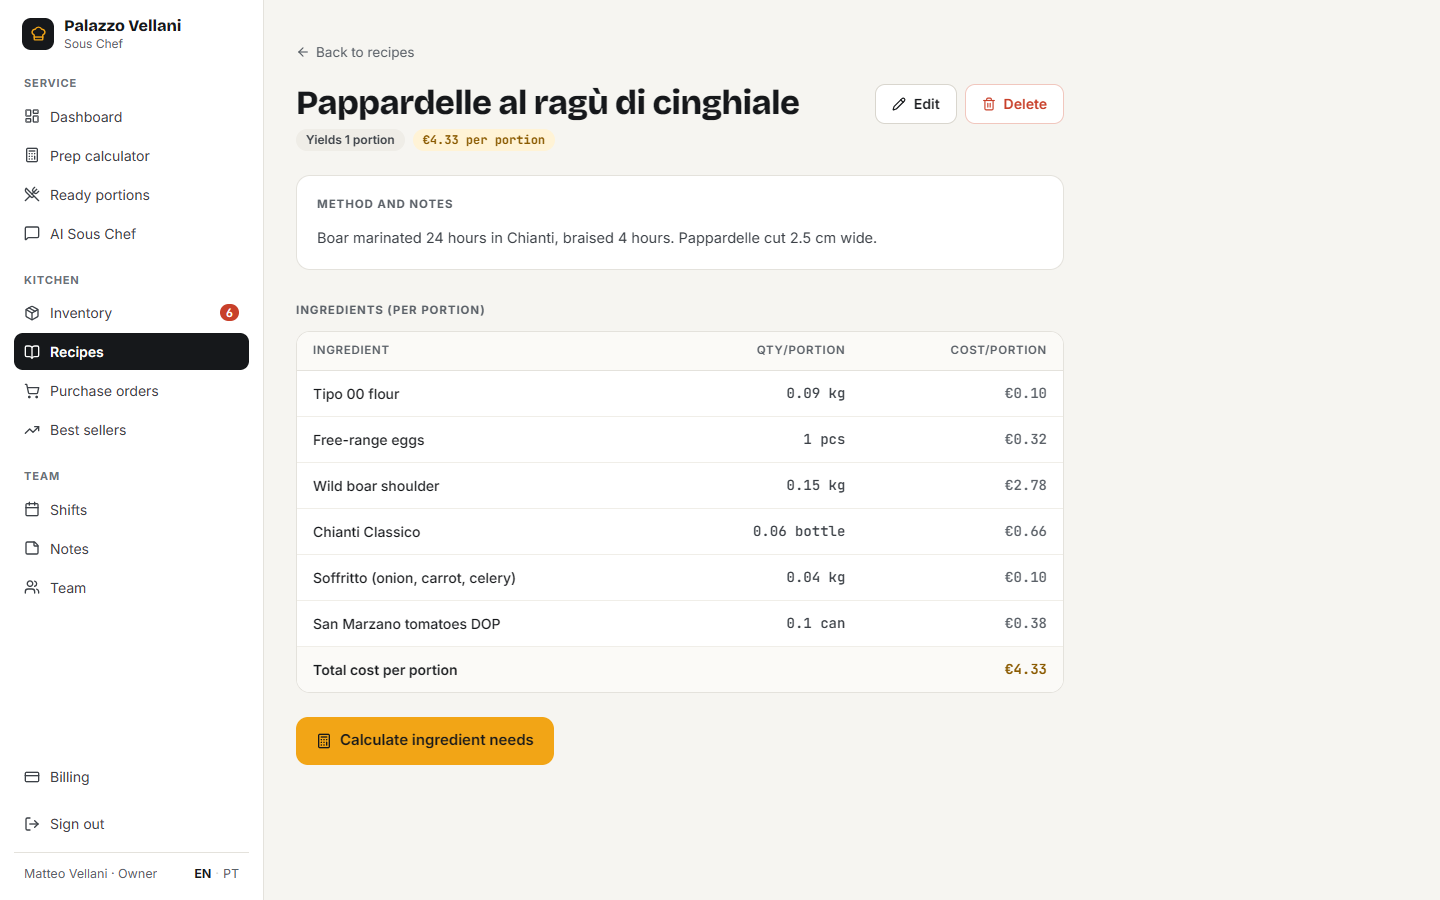 Palazzo Vellani
Sous Chef
SERVICE
Dashboard
Prep calculator
Ready portions
AI Sous Chef
KITCHEN
Inventory 6
Recipes
Purchase orders
Best sellers
TEAM
Shifts
Notes
Team
Billing
Sign out
Matteo Vellani · Owner EN · PT
Back to recipes
Pappardelle al ragù di cinghiale
Edit Delete
Yields 1 portion €4.33 per portion
METHOD AND NOTES
Boar marinated 24 hours in Chianti, braised 4 hours. Pappardelle cut 2.5 cm wide.
INGREDIENTS (PER PORTION)
INGREDIENT QTY/PORTION COST/PORTION
Tipo 00 flour 0.09 kg €0.10
Free-range eggs 1 pcs €0.32
Wild boar shoulder 0.15 kg €2.78
Chianti Classico 0.06 bottle €0.66
Soffritto (onion, carrot, celery) 0.04 kg €0.10
San Marzano tomatoes DOP 0.1 can €0.38
Total cost per portion €4.33
Calculate ingredient needs